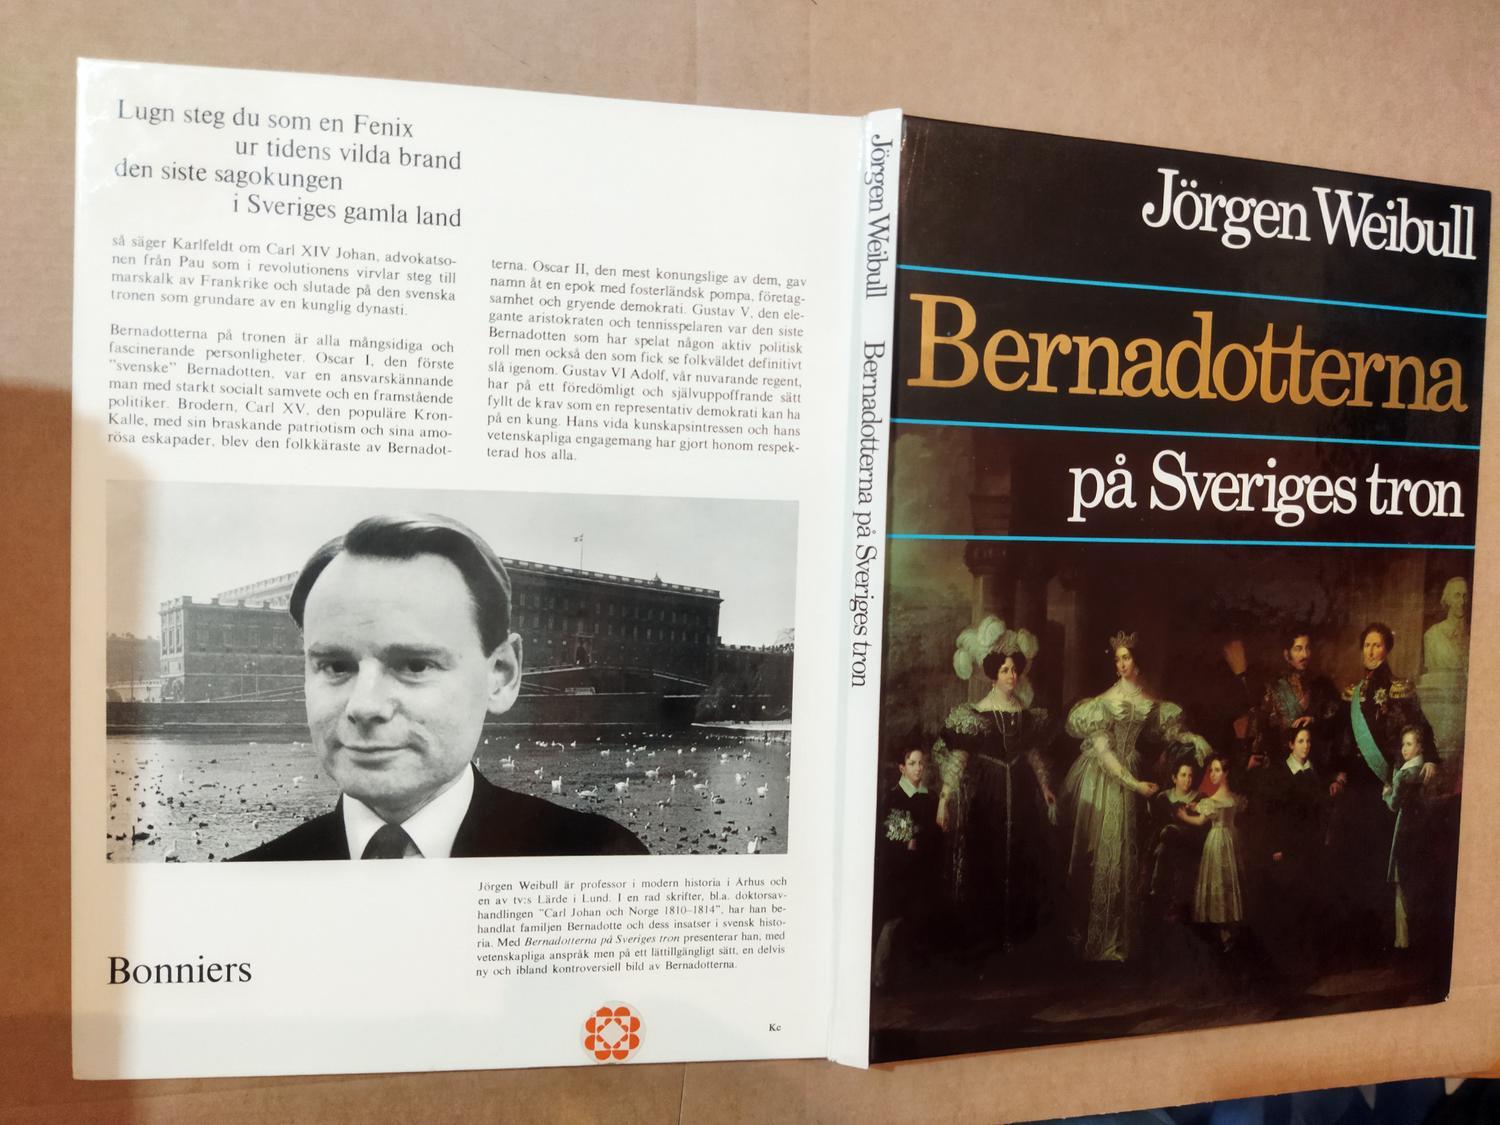 Lugn steg du som en Fenix
ur tidens vilda brand
den siste sagokungen
i Sveriges gamla land
så säger Karlfeldt om Carl XIV Johan, advokatso-
nen från Pau som i revolutionens virvlar steg till
marskalk av Frankrike och slutade på den svenska
tronen som grundare av en kunglig dynasti.
Bernadotterna på tronen är alla mångsidiga och
fascinerande personligheter. Oscar I, den förste
"svenske" Bernadotten, var en ansvarskännande
man med starkt socialt samvete och en framstående
politiker. Brodern, Carl XV, den populäre Kron-
Kalle, med sin braskande patriotism och sina amo-
rösa eskapader, blev den folkkäraste av Bernadot-
terna. Oscar II, den mest konungslige av dem, gav
namn åt en epok med fosterländsk pompa, företag-
samhet och gryende demokrati. Gustav V, den ele-
gante aristokraten och tennisspelaren var den siste
Bernadotten som har spelat någon aktiv politisk
roll men också den som fick se folkväldet definitivt
slå igenom. Gustav VI Adolf, vår nuvarande regent,
har på ett föredömligt och självuppoffrande sätt
fyllt de krav som en representativ demokrati kan ha
på en kung. Hans vida kunskapsintressen och hans
vetenskapliga engagemang har gjort honom respek-
terad hos alla.
Jörgen Weibull är professor i modern historia i Århus och
en av tv:s Lärde i Lund. I en rad skrifter, bl.a. doktorsav-
handlingen "Carl Johan och Norge 1810-1814", har han be-
handlat familjen Bernadotte och dess insatser i svensk histo-
ria. Med Bernadotterna på Sveriges tron presenterar han, med
vetenskapliga anspråk men på ett lättillgängligt sätt, en delvis
ny och ibland kontroversiell bild av Bernadotterna.
Bonniers
Kc
Jörgen Weibull Bernadotterna på Sveriges tron
Jörgen Weibull
Bernadotterna
på Sveriges tron